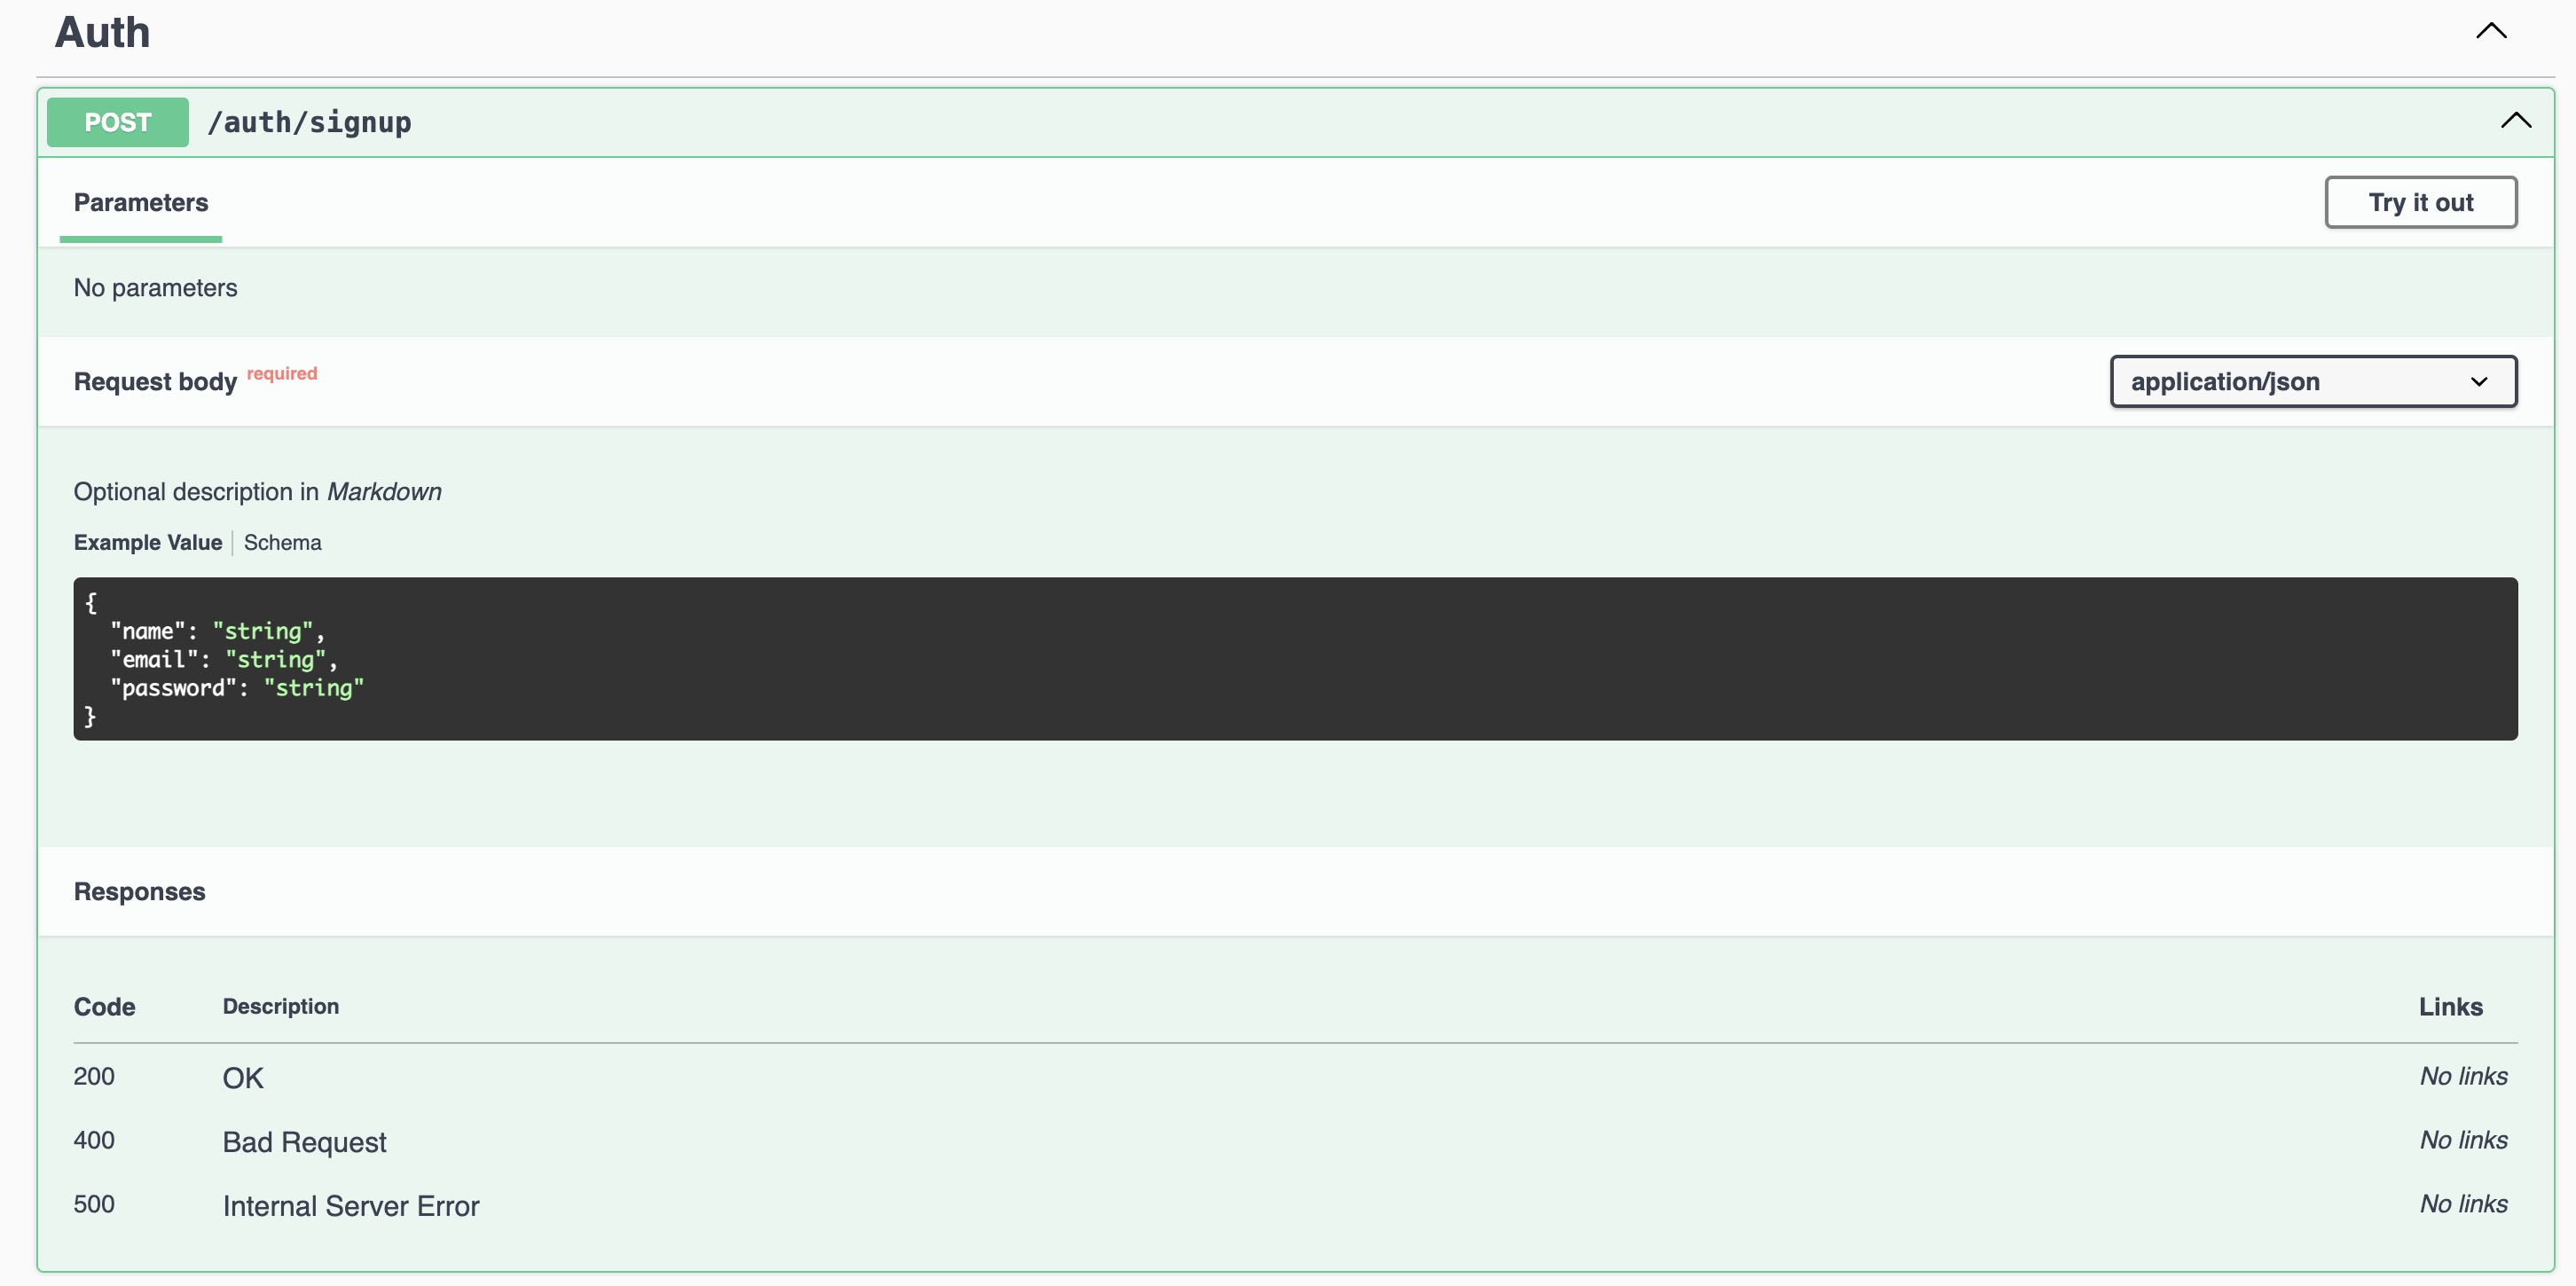 Auth
POST /auth/signup
Parameters Try it out
No parameters
Request body required application/json
Optional description in Markdown
Example Value Schema
{
  "name": "string",
  "email": "string",
  "password": "string"
}
Responses
Code Description Links
200 OK No links
400 Bad Request No links
500 Internal Server Error No links